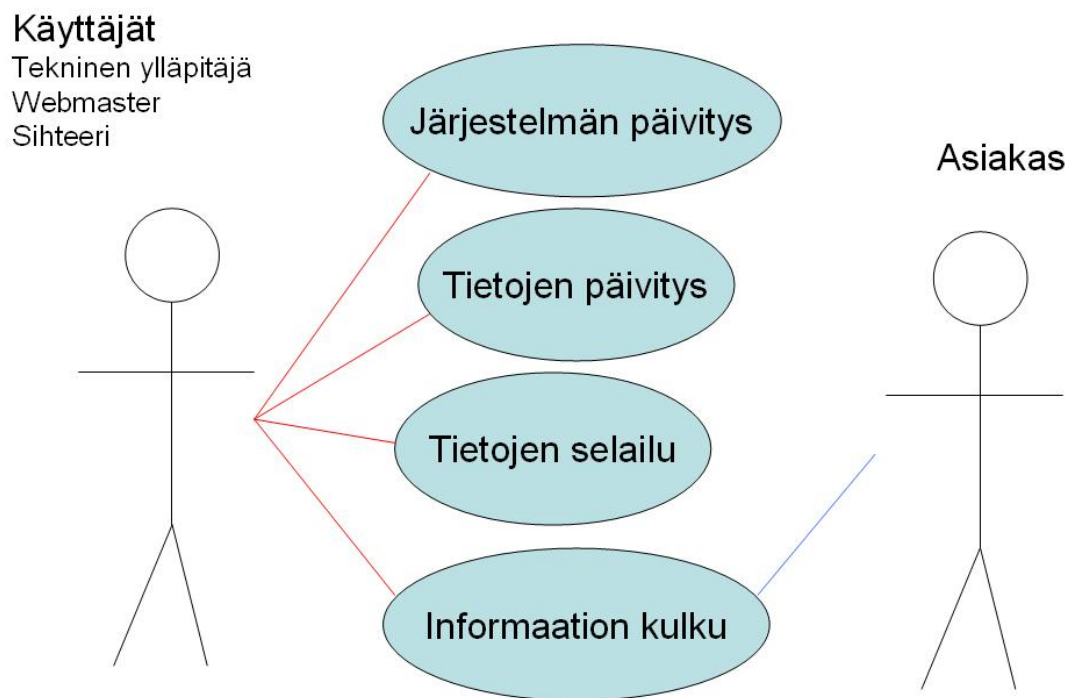 Käyttäjät
Tekninen ylläpitäjä
Webmaster
Sihteeri
Järjestelmän päivitys
Asiakas
Tietojen päivitys
Tietojen selailu
Informaation kulku